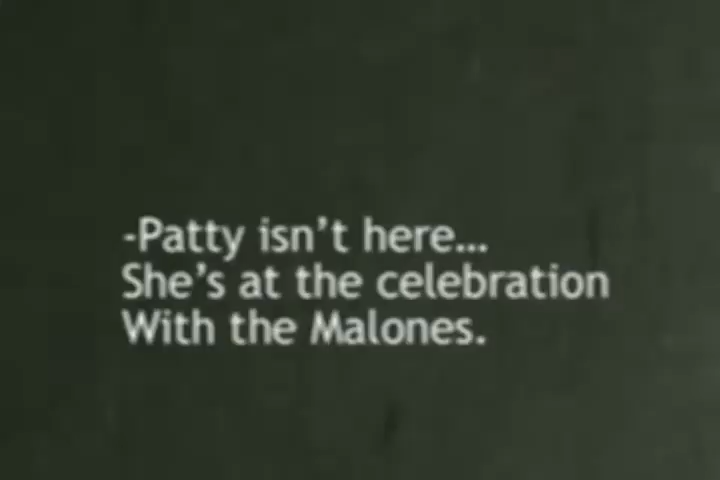 -Patty isn’t here…
She’s at the celebration
With the Malones.